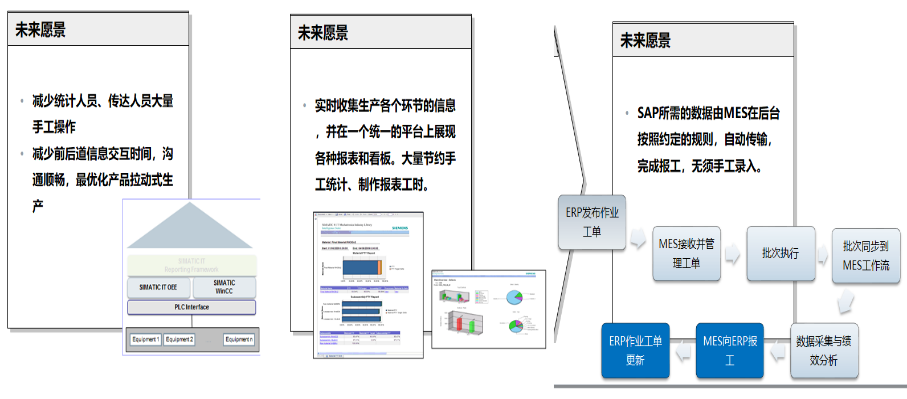 未来愿景
减少统计人员、传达人员大量
手工操作
减少前后道信息交互时间，沟
通顺畅，最优化产品拉动式生
产
SIMATIC IT
Reporting Framework
SIMATIC IT OEE
SIMATIC
WinCC
PLC Interface
Equipment 1
Equipment 2
Equipment n
未来愿景
实时收集生产各个环节的信息
，并在一个统一的平台上展现
各种报表和看板。大量节约手
工统计、制作报表工时。
SIEMENS
未来愿景
SAP所需的数据由MES在后台
按照约定的规则，自动传输，
完成报工，无须手工录入。
ERP发布作业
工单
MES接收并管
理工单
批次执行
批次同步到
MES工作流
数据采集与绩
效分析
MES向ERP报
工
ERP作业工单
更新